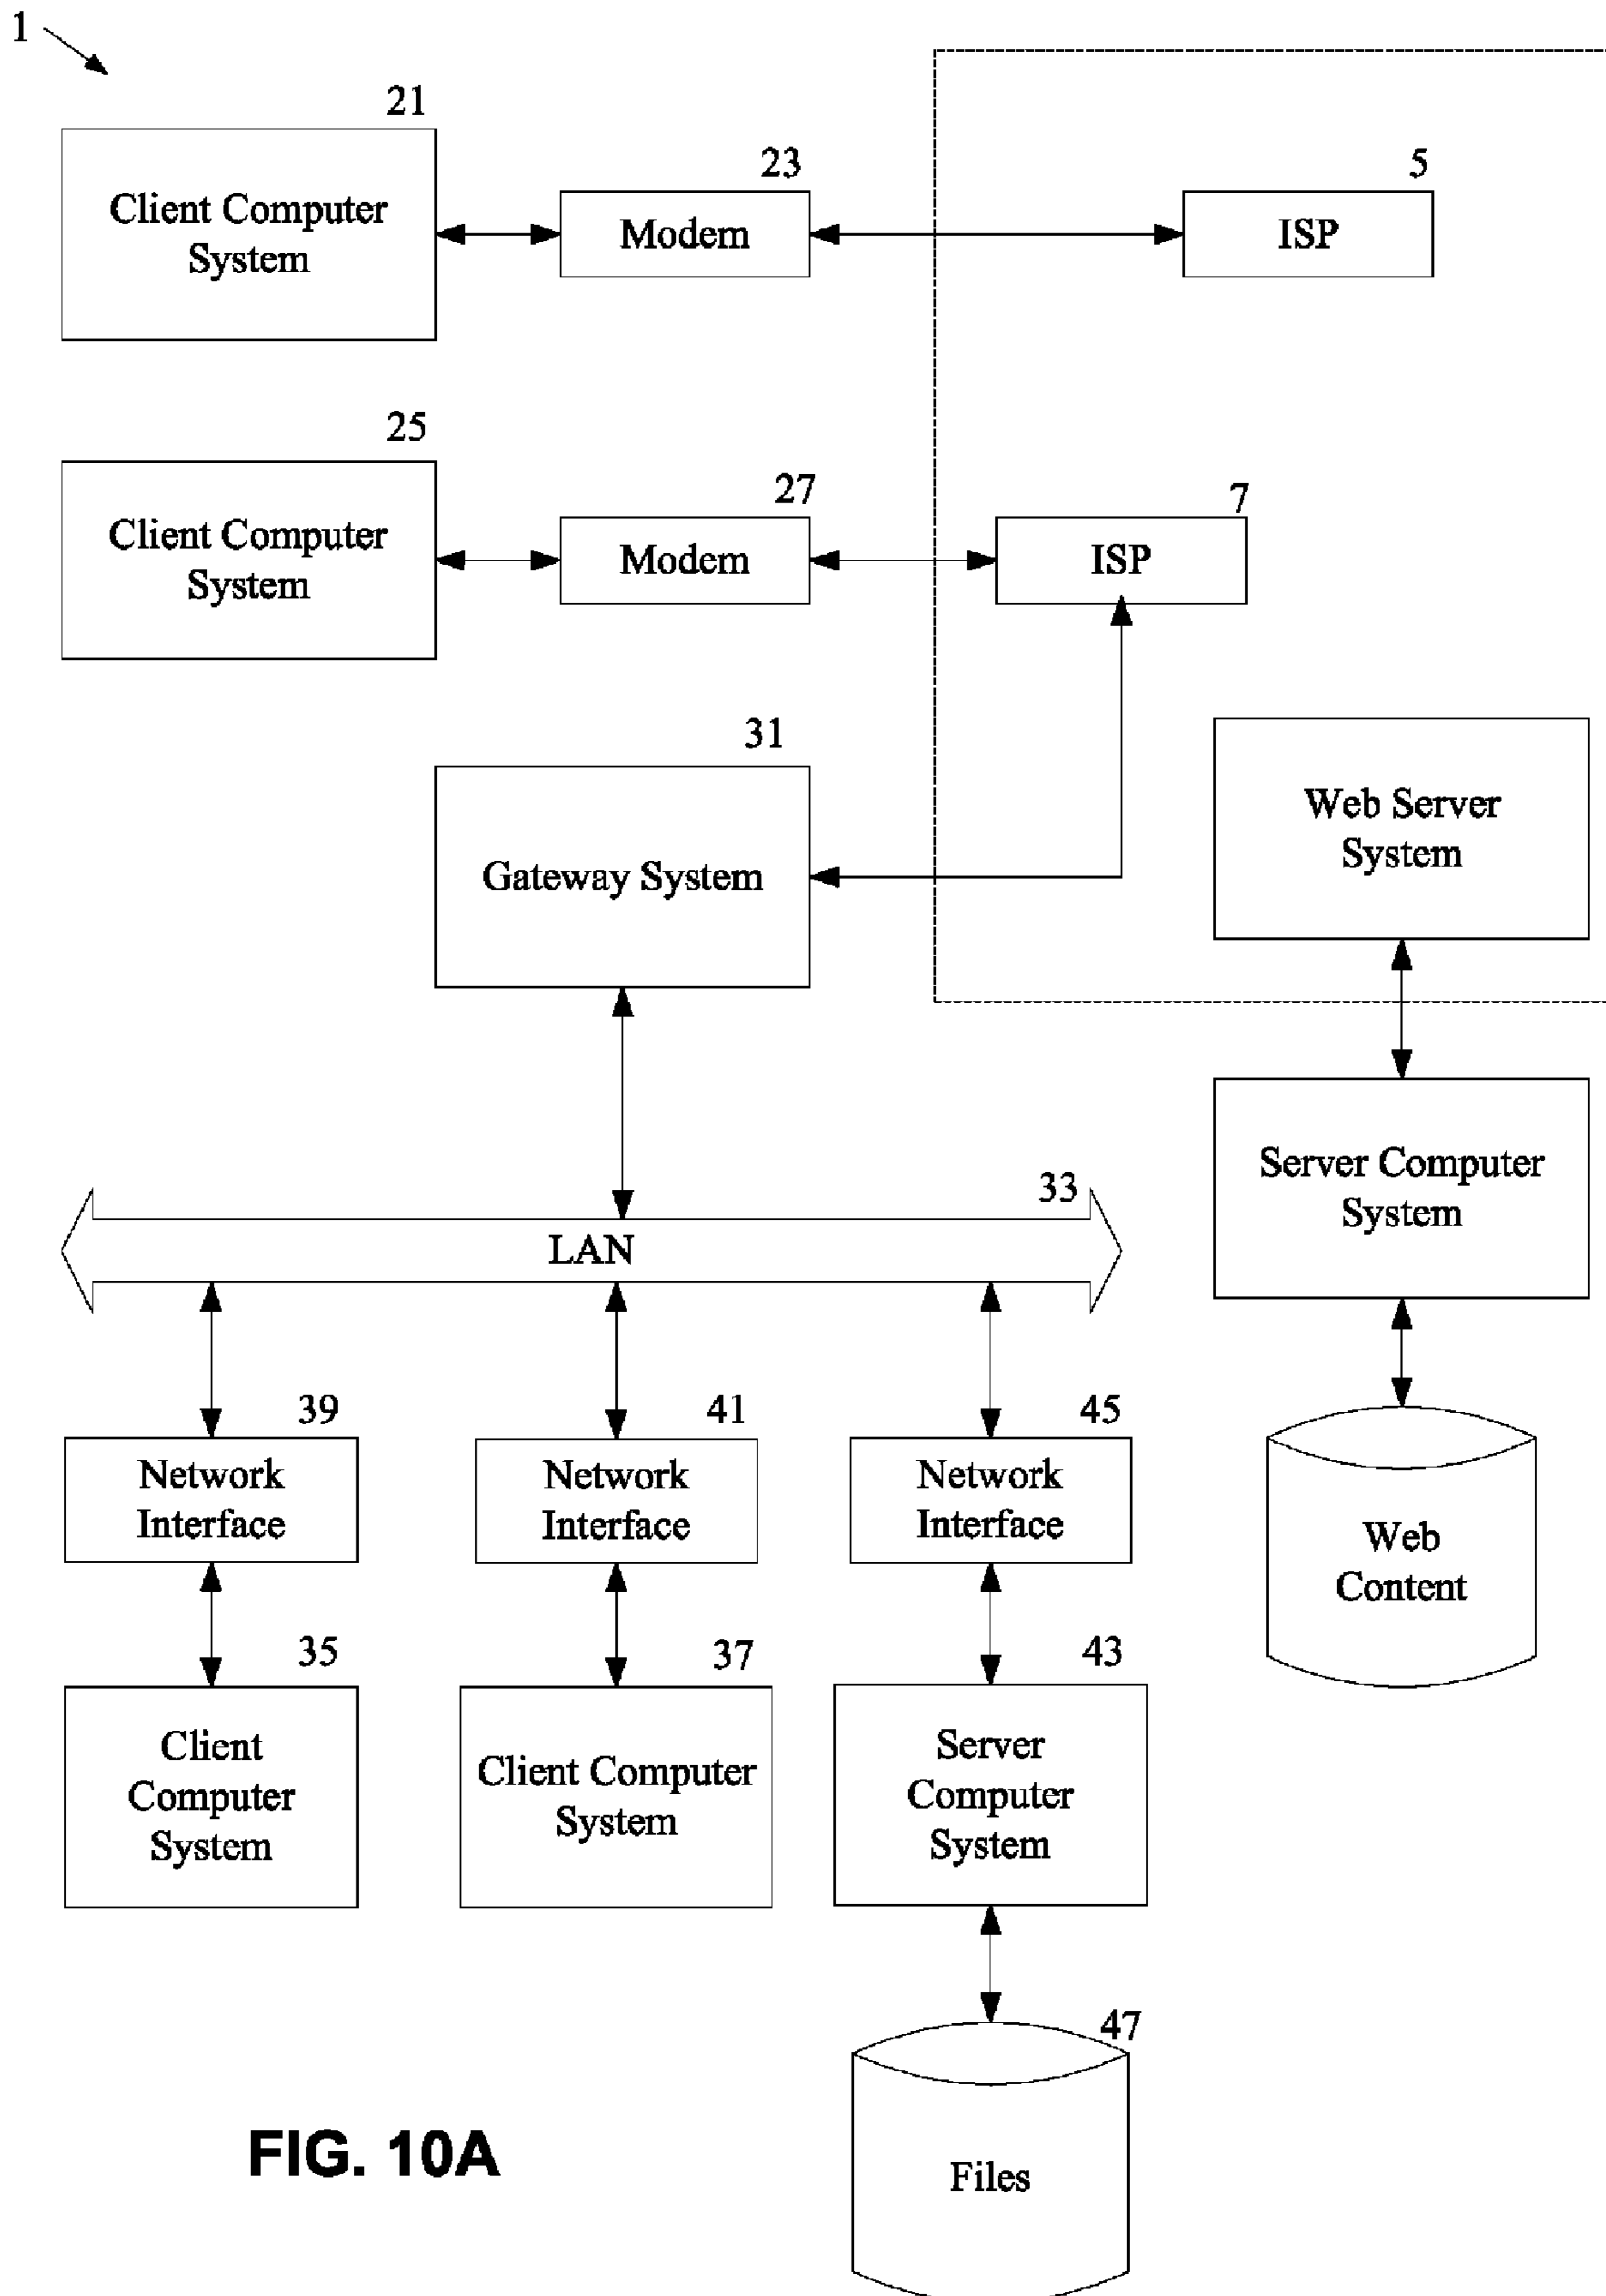 1
21
Client Computer
System
23
Modem
5
ISP
25
Client Computer
System
27
Modem
7
ISP
31
Gateway System
Web Server
System
Server Computer
System
33
LAN
39
Network
Interface
41
Network
Interface
45
Network
Interface
Web
Content
35
Client
Computer
System
37
Client Computer
System
43
Server
Computer
System
47
Files
FIG. 10A